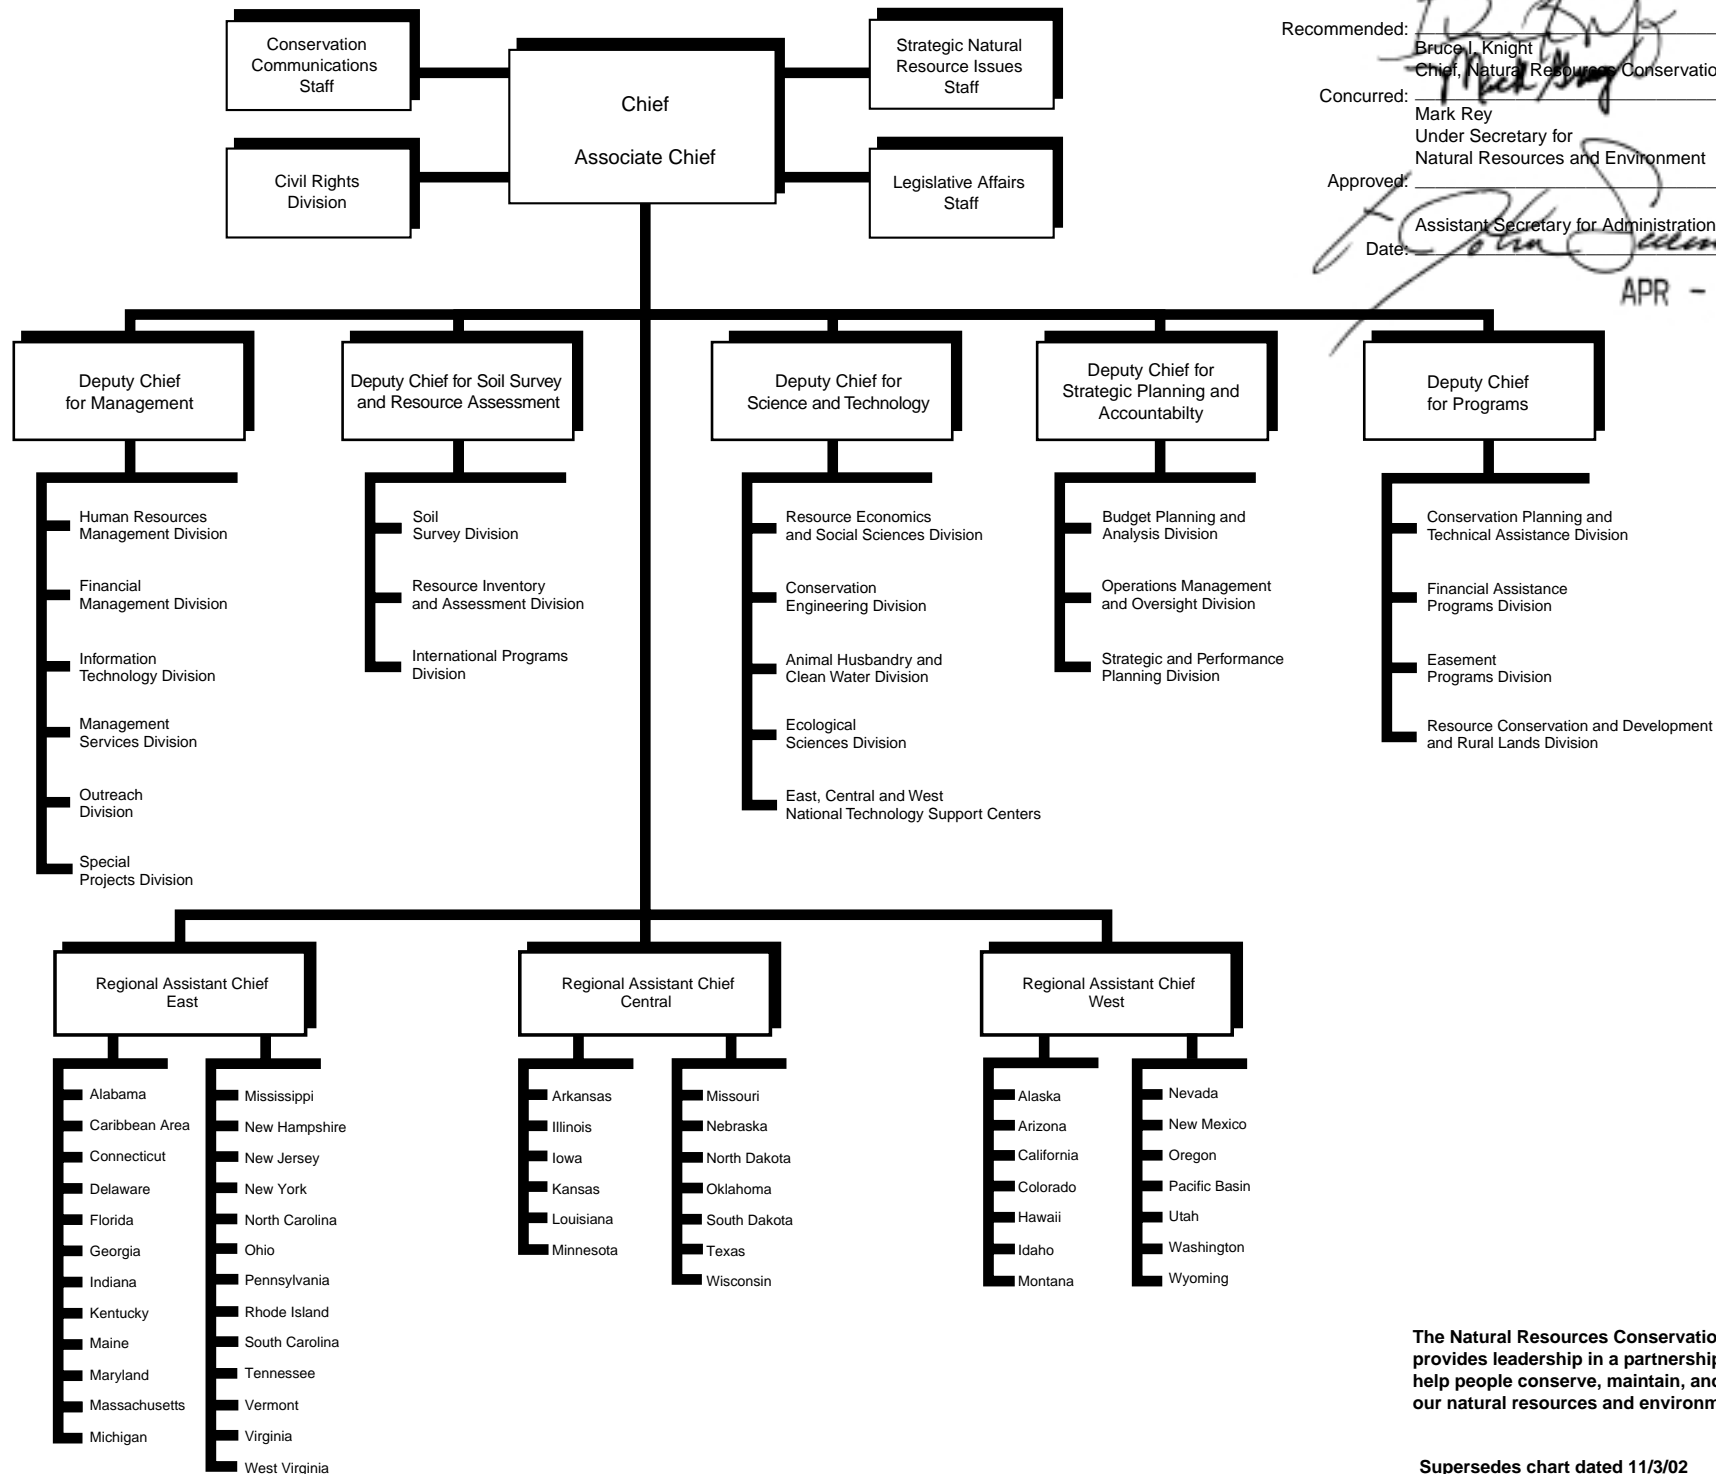 Conservation
Communications
Staff
Strategic Natural
Resource Issues
Staff
Chief
Associate Chief
Civil Rights
Division
Legislative Affairs
Staff
Recommended:
Bruce I. Knight
Chief, Natural Resources Conservatio
Concurred:
Mark Rey
Under Secretary for
Natural Resources and Environment
Approved:
Assistant Secretary for Administration
Date:
APR -
Deputy Chief
for Management
Deputy Chief for Soil Survey
and Resource Assessment
Deputy Chief for
Science and Technology
Deputy Chief for
Strategic Planning and
Accountabilty
Deputy Chief
for Programs
Human Resources
Management Division
Financial
Management Division
Information
Technology Division
Management
Services Division
Outreach
Division
Special
Projects Division
Soil
Survey Division
Resource Inventory
and Assessment Division
International Programs
Division
Resource Economics
and Social Sciences Division
Conservation
Engineering Division
Animal Husbandry and
Clean Water Division
Ecological
Sciences Division
East, Central and West
National Technology Support Centers
Budget Planning and
Analysis Division
Operations Management
and Oversight Division
Strategic and Performance
Planning Division
Conservation Planning and
Technical Assistance Division
Financial Assistance
Programs Division
Easement
Programs Division
Resource Conservation and Development
and Rural Lands Division
Regional Assistant Chief
East
Regional Assistant Chief
Central
Regional Assistant Chief
West
Alabama
Caribbean Area
Connecticut
Delaware
Florida
Georgia
Indiana
Kentucky
Maine
Maryland
Massachusetts
Michigan
Mississippi
New Hampshire
New Jersey
New York
North Carolina
Ohio
Pennsylvania
Rhode Island
South Carolina
Tennessee
Vermont
Virginia
West Virginia
Arkansas
Illinois
Iowa
Kansas
Louisiana
Minnesota
Missouri
Nebraska
North Dakota
Oklahoma
South Dakota
Texas
Wisconsin
Alaska
Arizona
California
Colorado
Hawaii
Idaho
Montana
Nevada
New Mexico
Oregon
Pacific Basin
Utah
Washington
Wyoming
The Natural Resources Conservatio
provides leadership in a partnership
help people conserve, maintain, and
our natural resources and environm
Supersedes chart dated 11/3/02